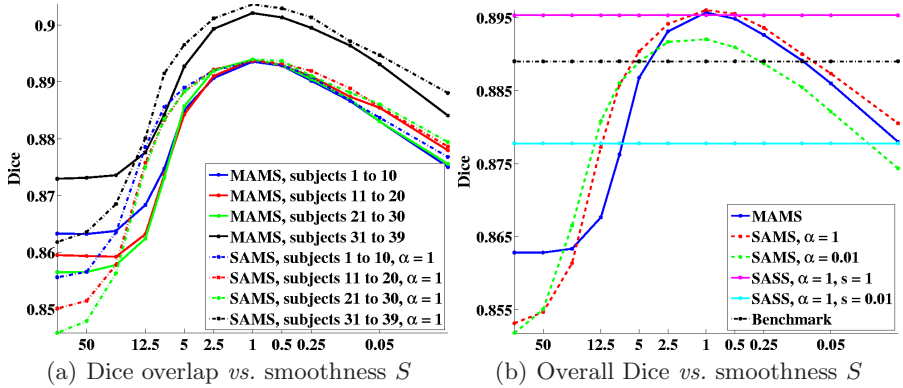 0.9
0.89
0.88
0.87
0.86
0.85
Dice
MAMS, subjects 1 to 10
MAMS, subjects 11 to 20
MAMS, subjects 21 to 30
MAMS, subjects 31 to 39
SAMS, subjects 1 to 10, α = 1
SAMS, subjects 11 to 20, α = 1
SAMS, subjects 21 to 30, α = 1
SAMS, subjects 31 to 39, α = 1
50 12.5 5 2.5 1 0.5 0.25 0.05
(a) Dice overlap vs. smoothness S
0.895
0.885
0.875
0.865
0.855
Dice
MAMS
SAMS, α = 1
SAMS, α = 0.01
SASS, α = 1, s = 1
SASS, α = 1, s = 0.01
Benchmark
50 12.5 5 2.5 1 0.5 0.25 0.05
(b) Overall Dice vs. smoothness S